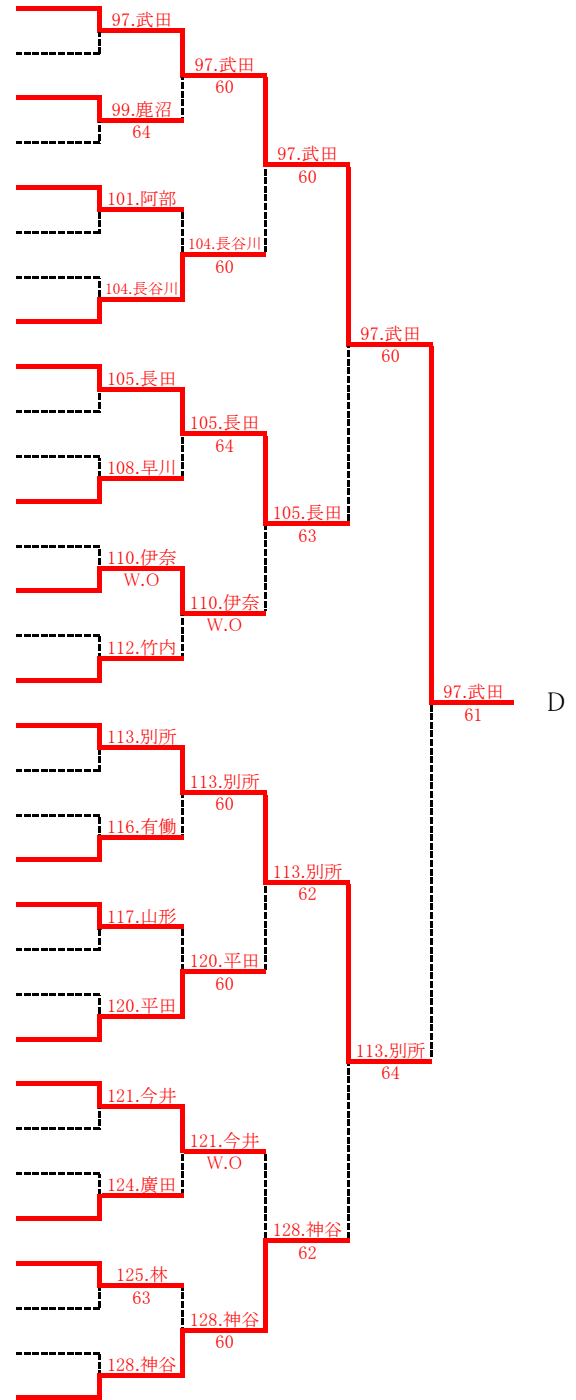 97.武田
97.武田
60
99.鹿沼
64
97.武田
60
101.阿部
104.長谷川
60
104.長谷川
97.武田
60
105.長田
105.長田
64
108.早川
105.長田
63
110.伊奈
W.O
110.伊奈
W.O
112.竹内
97.武田
61
D
113.別所
113.別所
60
116.有働
113.別所
62
117.山形
120.平田
60
120.平田
113.別所
64
121.今井
121.今井
W.O
124.廣田
128.神谷
62
125.林
63
128.神谷
60
128.神谷